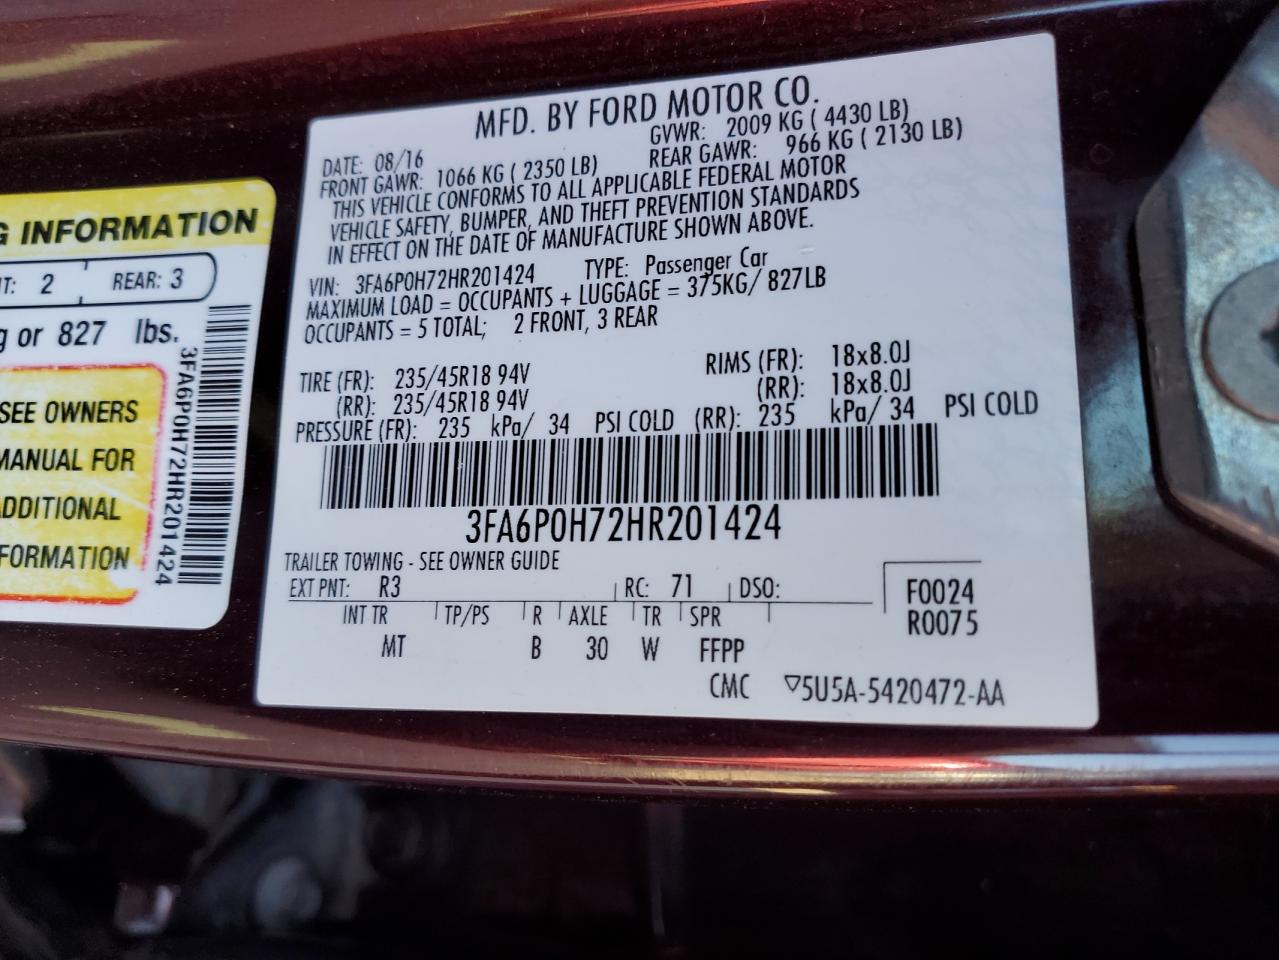 MFD. BY FORD MOTOR CO.
DATE: 08/16 GVWR: 2009 KG ( 4430 LB)
FRONT GAWR: 1066 KG ( 2350 LB) REAR GAWR: 966 KG ( 2130 LB)
THIS VEHICLE CONFORMS TO ALL APPLICABLE FEDERAL MOTOR
VEHICLE SAFETY, BUMPER, AND THEFT PREVENTION STANDARDS
IN EFFECT ON THE DATE OF MANUFACTURE SHOWN ABOVE.
VIN: 3FA6P0H72HR201424 TYPE: Passenger Car
MAXIMUM LOAD = OCCUPANTS + LUGGAGE = 375KG/ 827LB
OCCUPANTS = 5 TOTAL; 2 FRONT, 3 REAR
TIRE (FR): 235/45R18 94V RIMS (FR): 18x8.0J
(RR): 235/45R18 94V (RR): 18x8.0J
PRESSURE (FR): 235 kPa/ 34 PSI COLD (RR): 235 kPa/ 34 PSI COLD
3FA6P0H72HR201424
TRAILER TOWING - SEE OWNER GUIDE
EXT PNT: R3 RC: 71 DSO:
F0024
R0075
INT TR TP/PS R AXLE TR SPR
MT B 30 W FFPP
CMC ▽5U5A-5420472-AA
G INFORMATION
2 REAR: 3
g or 827 lbs.
SEE OWNERS
MANUAL FOR
ADDITIONAL
INFORMATION
3FA6P0H72HR201424